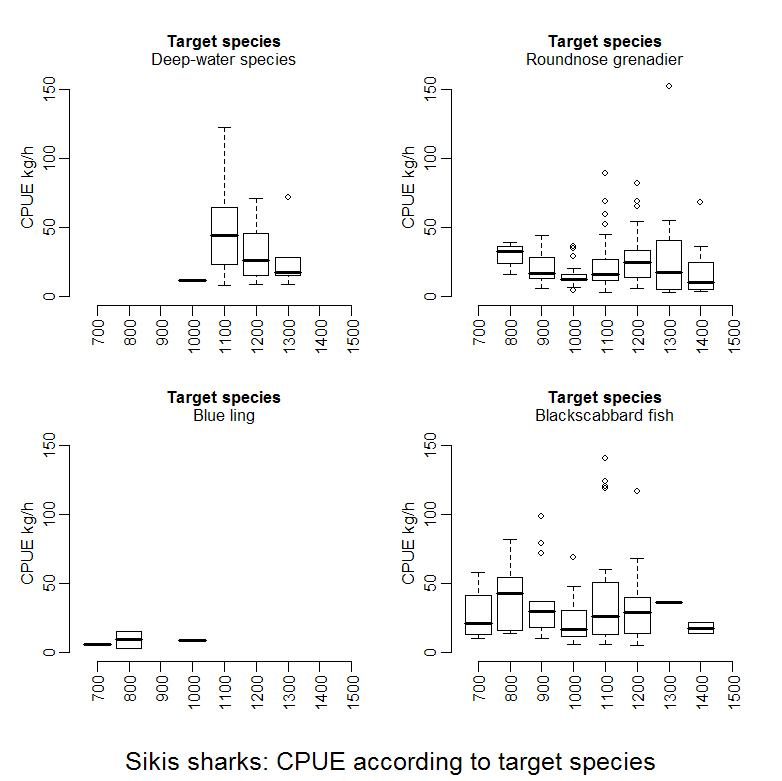 Target species
Deep-water species
CPUE kg/h
0 50 100 150
700 800 900 1000 1100 1200 1300 1400 1500
Target species
Roundnose grenadier
CPUE kg/h
0 50 100 150
700 800 900 1000 1100 1200 1300 1400 1500
Target species
Blue ling
CPUE kg/h
0 50 100 150
700 800 900 1000 1100 1200 1300 1400 1500
Target species
Blackscabbard fish
CPUE kg/h
0 50 100 150
700 800 900 1000 1100 1200 1300 1400 1500
Sikis sharks: CPUE according to target species